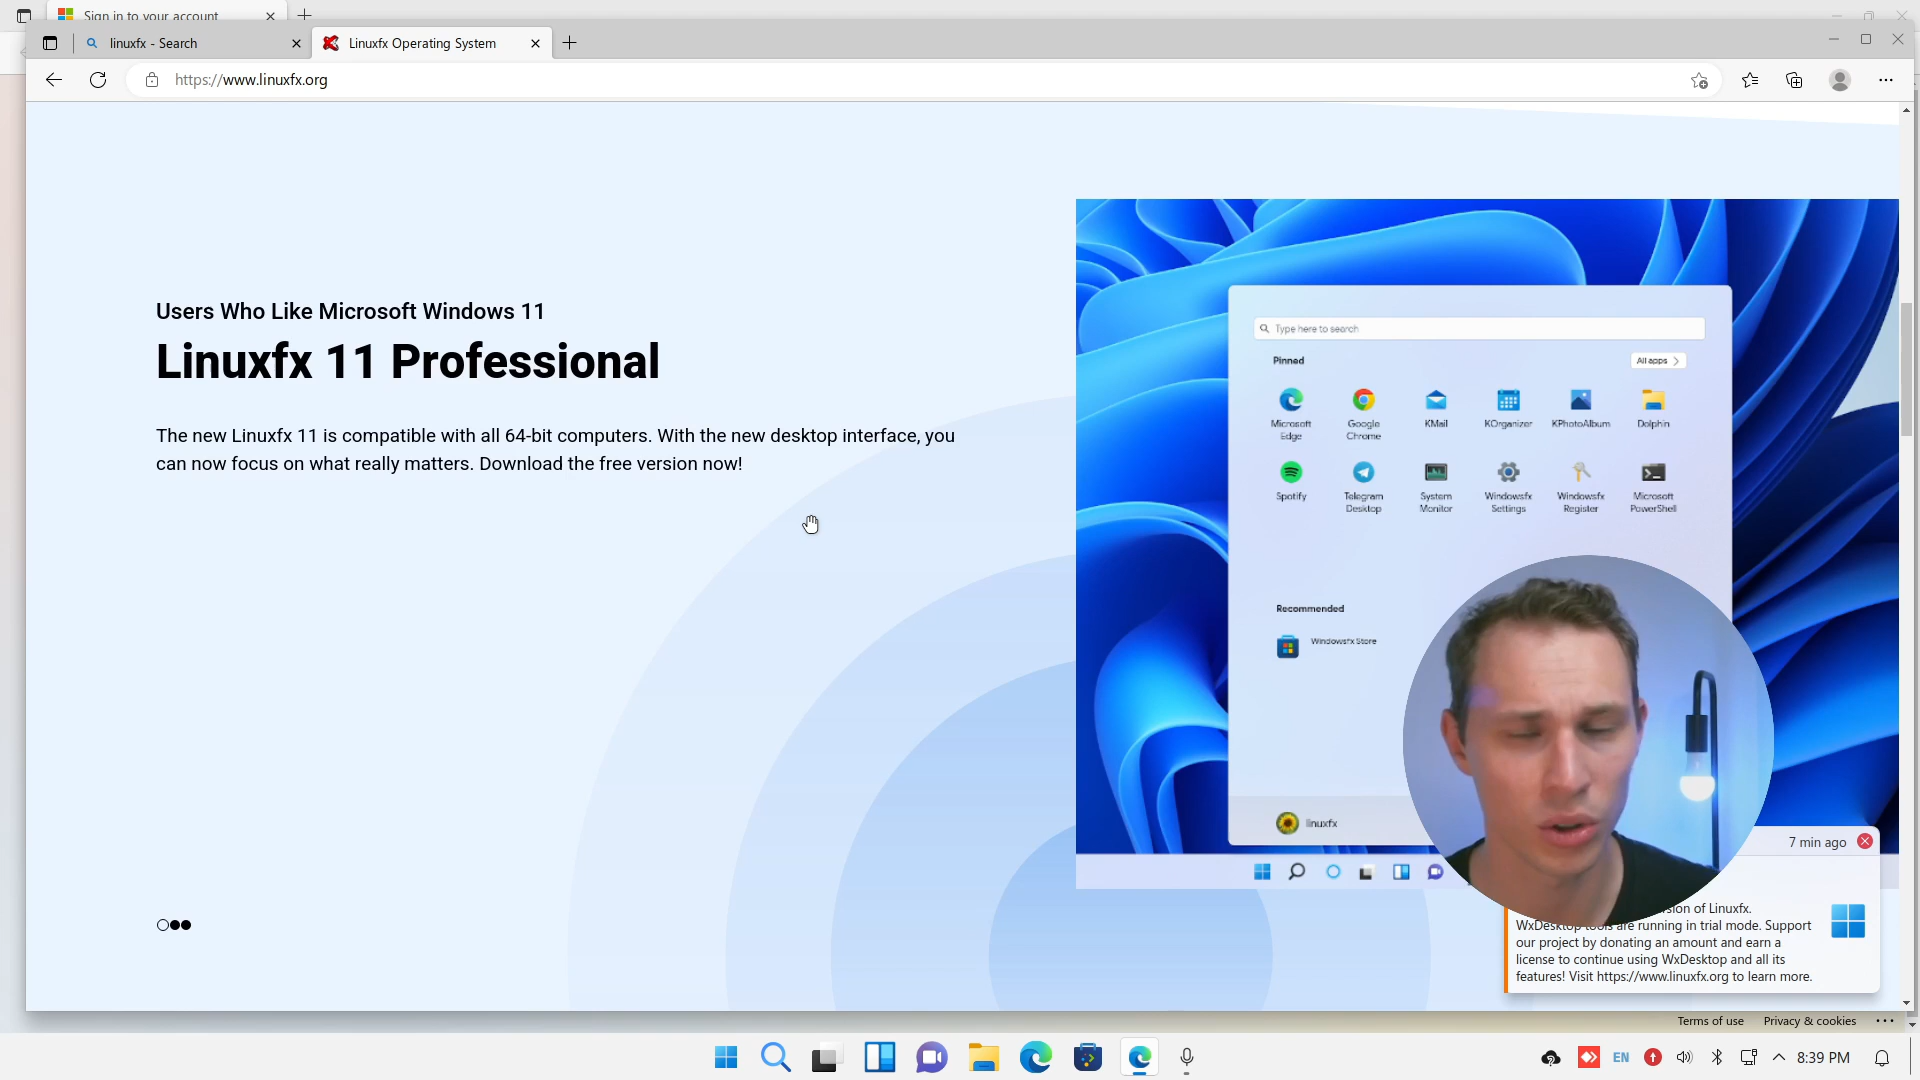 Sign in to your account
linuxfx - Search
Linuxfx Operating System
https://www.linuxfx.org
Users Who Like Microsoft Windows 11
Linuxfx 11 Professional
The new Linuxfx 11 is compatible with all 64-bit computers. With the new desktop interface, you
can now focus on what really matters. Download the free version now!
Type here to search
Pinned
All apps
Microsoft
Edge
Google
Chrome
KMail
KOrganizer
KPhotoAlbum
Dolphin
Spotify
Telegram
Desktop
System
Monitor
Windowsfx
Settings
Windowsfx
Register
Microsoft
PowerShell
Recommended
Windowsfx Store
linuxfx
7 min ago
of Linuxfx.
WxDesktop tools are running in trial mode. Support
our project by donating an amount and earn a
license to continue using WxDesktop and all its
features! Visit https://www.linuxfx.org to learn more.
Terms of use
Privacy & cookies
EN
8:39 PM